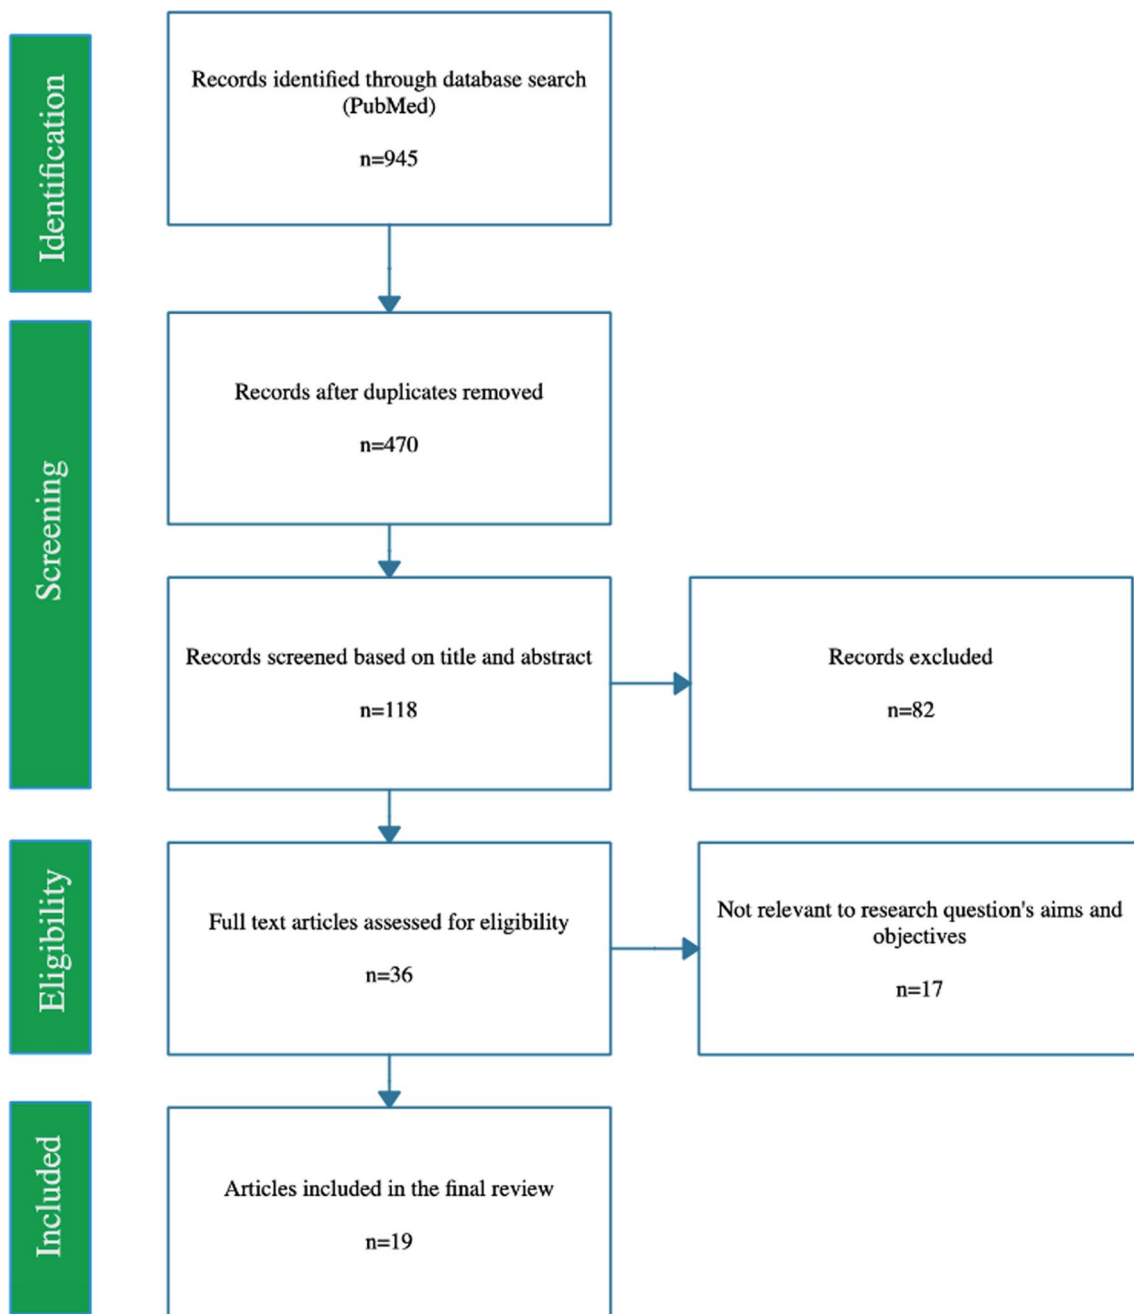 Identification
Records identified through database search
(PubMed)
n=945
Screening
Records after duplicates removed
n=470
Records screened based on title and abstract
n=118
Records excluded
n=82
Eligibility
Full text articles assessed for eligibility
n=36
Not relevant to research question's aims and
objectives
n=17
Included
Articles included in the final review
n=19